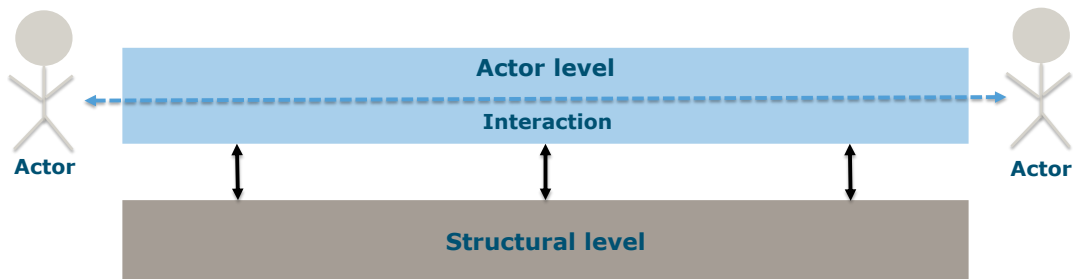 Actor level
Interaction
Actor
Actor
Structural level